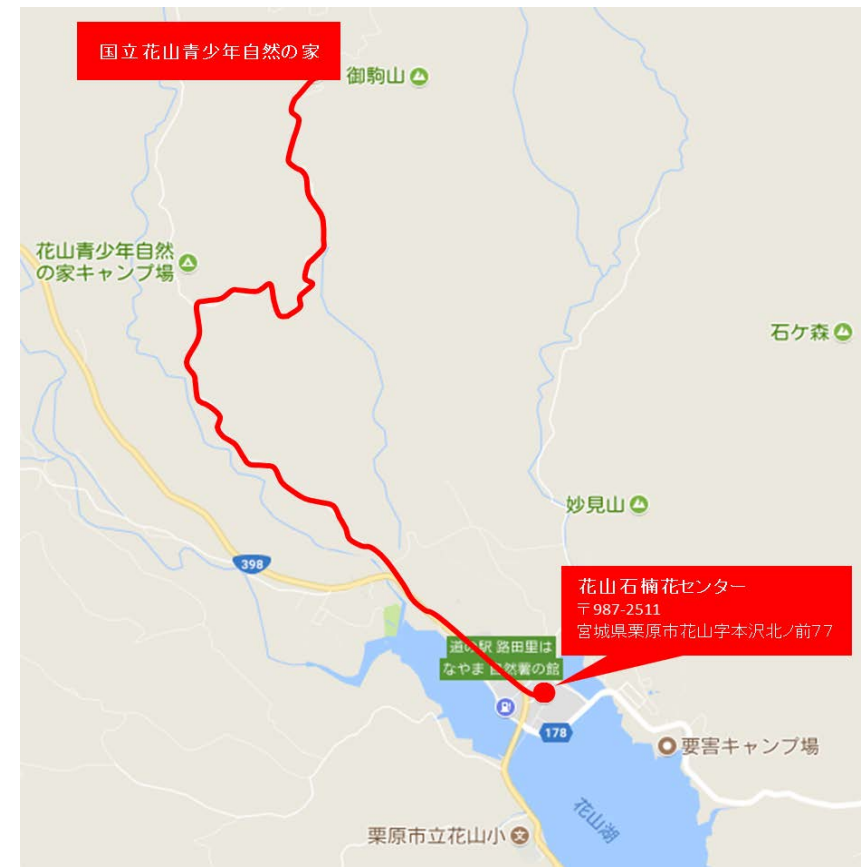 国立花山青少年自然の家
御駒山
花山青少年自然
の家キャンプ場
石ケ森
妙見山
398
花山石楠花センター
〒987-2511
宮城県栗原市花山字本沢北ノ前77
道の駅 路田里は
なやま 自然薯の館
178
要害キャンプ場
花山湖
栗原市立花山小
文